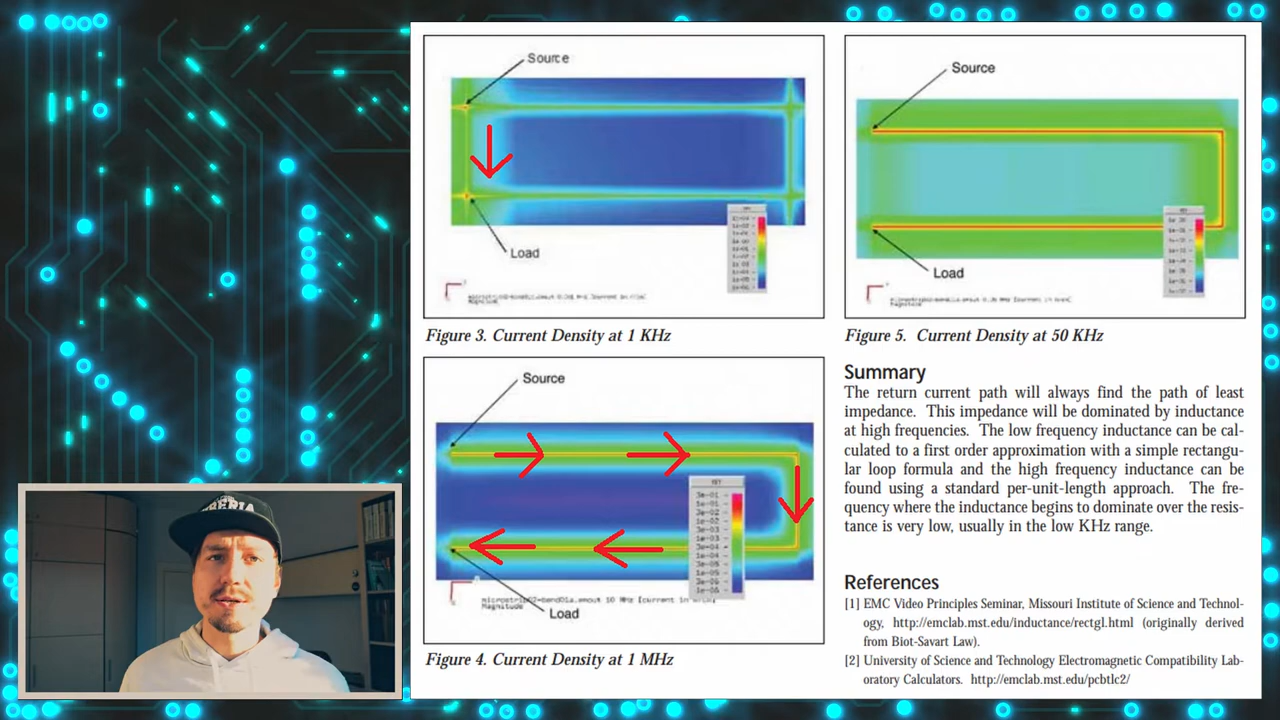 Source
Load
Figure 3. Current Density at 1 KHz
Source
Load
Figure 4. Current Density at 1 MHz
Source
Load
Figure 5. Current Density at 50 KHz
Summary
The return current path will always find the path of least
impedance. This impedance will be dominated by inductance
at high frequencies. The low frequency inductance can be cal-
culated to a first order approximation with a simple rectangu-
lar loop formula and the high frequency inductance can be
found using a standard per-unit-length approach. The fre-
quency where the inductance begins to dominate over the resis-
tance is very low, usually in the low KHz range.
References
[1] EMC Video Principles Seminar, Missouri Institute of Science and Technol-
ogy, http://emclab.mst.edu/inductance/rectgl.html (originally derived
from Biot-Savart Law).
[2] University of Science and Technology Electromagnetic Compatibility Lab-
oratory Calculators. http://emclab.mst.edu/pcbtlc2/